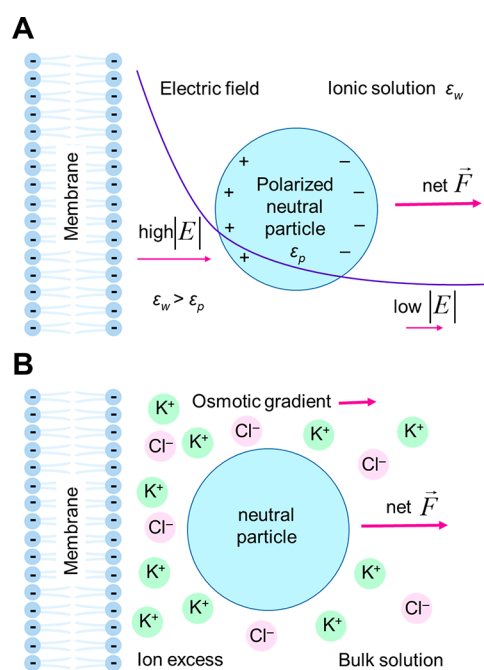 A
Electric field
Ionic solution εw
Membrane
+ −
+ −
Polarized
neutral
particle
+ −
+ −
εp
net F⃗
high|E|
εw > εp
low |E|
B
Osmotic gradient
K⁺
Cl⁻
K⁺
Cl⁻
K⁺
K⁺
Cl⁻
K⁺
Cl⁻
Membrane
neutral
particle
net F⃗
K⁺
K⁺
K⁺
K⁺
Cl⁻
K⁺
Cl⁻
Ion excess
Bulk solution